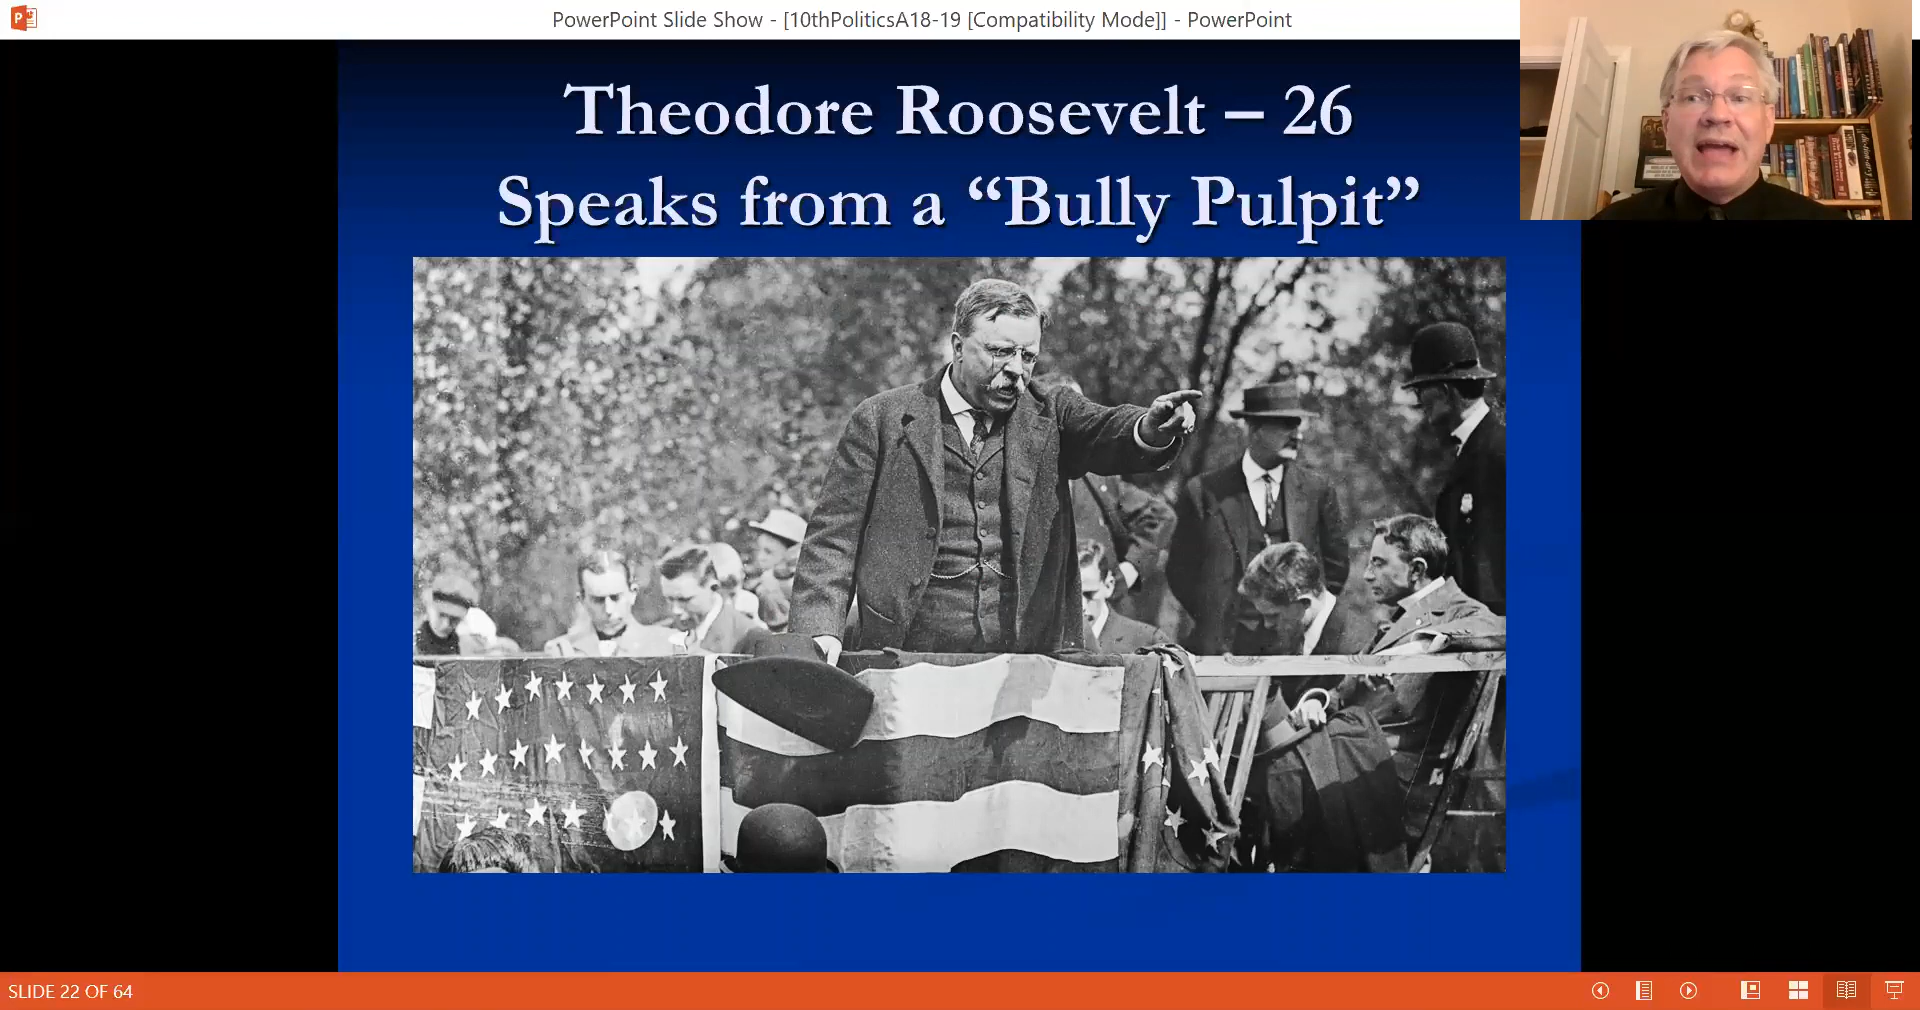 PowerPoint Slide Show - [10thPoliticsA18-19 [Compatibility Mode]] - PowerPoint
Theodore Roosevelt – 26
Speaks from a “Bully Pulpit”
SLIDE 22 OF 64